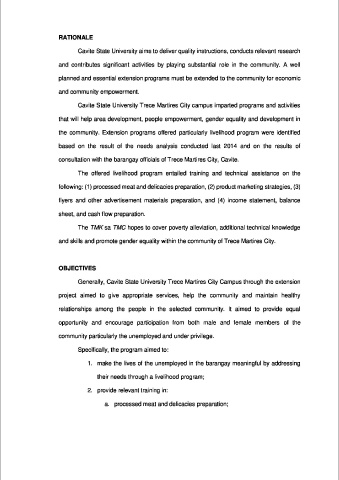 RATIONALE
Cavite State University aims to deliver quality instructions, conducts relevant research
and contributes significant activities by playing substantial role in the community. A well
planned and essential extension programs must be extended to the community for economic
and community empowerment.
Cavite State University Trece Martires City campus imparted programs and activities
that will help area development, people empowerment, gender equality and development in
the community. Extension programs offered particularly livelihood program were identified
based on the result of the needs analysis conducted last 2014 and on the results of
consultation with the barangay officials of Trece Martires City, Cavite.
The offered livelihood program entailed training and technical assistance on the
following: (1) processed meat and delicacies preparation, (2) product marketing strategies, (3)
flyers and other advertisement materials preparation, and (4) income statement, balance
sheet, and cash flow preparation.
The TMK sa TMC hopes to cover poverty alleviation, additional technical knowledge
and skills and promote gender equality within the community of Trece Martires City.
OBJECTIVES
Generally, Cavite State University Trece Martires City Campus through the extension
project aimed to give appropriate services, help the community and maintain healthy
relationships among the people in the selected community. It aimed to provide equal
opportunity and encourage participation from both male and female members of the
community particularly the unemployed and under privilege.
Specifically, the program aimed to:
1. make the lives of the unemployed in the barangay meaningful by addressing
their needs through a livelihood program;
2. provide relevant training in:
a. processed meat and delicacies preparation;